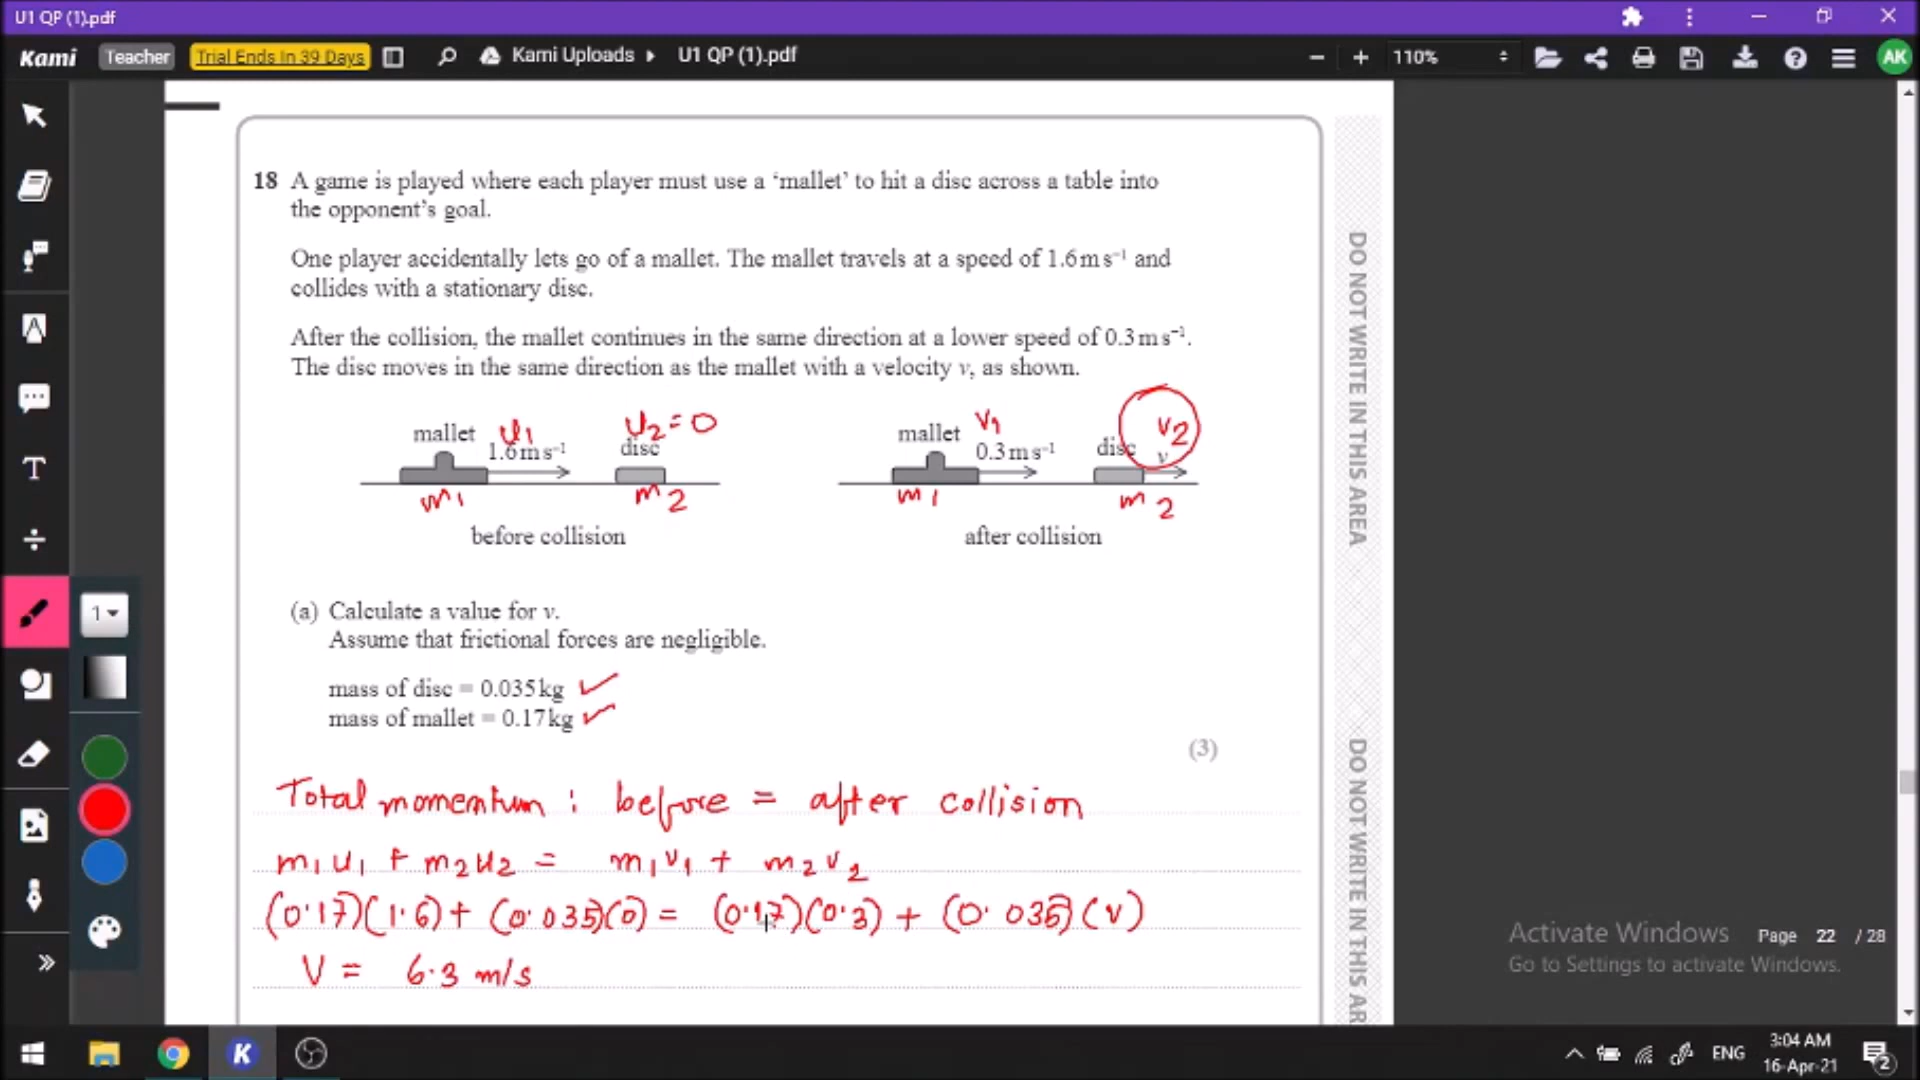 U1 QP (1).pdf
Kami Teacher Trial Ends In 39 Days Kami Uploads U1 QP (1).pdf 110% AK
18 A game is played where each player must use a ‘mallet’ to hit a disc across a table into
the opponent’s goal.
One player accidentally lets go of a mallet. The mallet travels at a speed of 1.6 m s⁻¹ and
collides with a stationary disc.
After the collision, the mallet continues in the same direction at a lower speed of 0.3 m s⁻¹.
The disc moves in the same direction as the mallet with a velocity v, as shown.
mallet u₁ u₂ = 0
1.6 m s⁻¹ disc
m₁ m₂
before collision
mallet v₁ v₂
0.3 m s⁻¹ disc v
m₁ m₂
after collision
(a) Calculate a value for v.
Assume that frictional forces are negligible.
mass of disc = 0.035 kg ✓
mass of mallet = 0.17 kg ✓
(3)
Total momentum : before = after collision
m₁u₁ + m₂u₂ = m₁v₁ + m₂v₂
(0.17)(1.6) + (0.035)(0) = (0.17)(0.3) + (0.035)(v)
V = 6.3 m/s
DO NOT WRITE IN THIS AREA
DO NOT WRITE IN THIS AR
1
T
Activate Windows
Go to Settings to activate Windows.
Page 22 / 28
K
ENG
3:04 AM
16-Apr-21
2